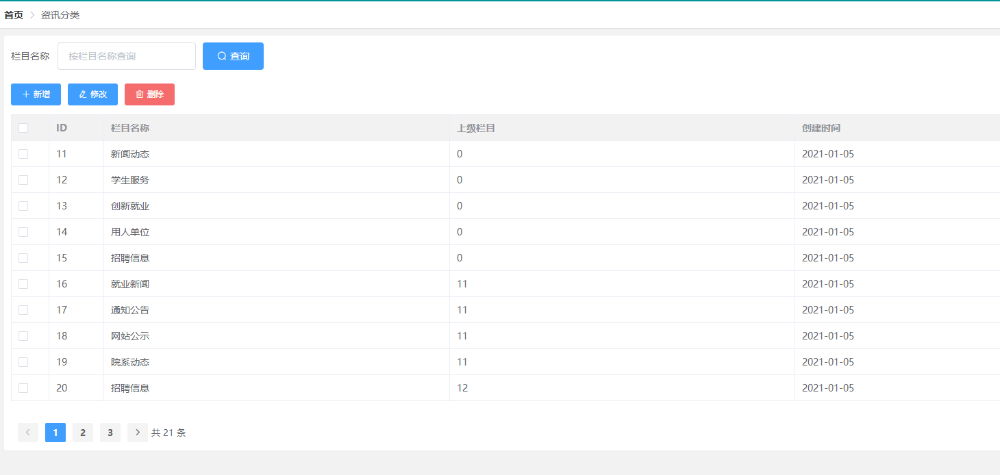 首页 > 资讯分类
栏目名称 按栏目名称查询 查询
新增 修改 删除
ID 栏目名称 上级栏目 创建时间
11 新闻动态 0 2021-01-05
12 学生服务 0 2021-01-05
13 创新就业 0 2021-01-05
14 用人单位 0 2021-01-05
15 招聘信息 0 2021-01-05
16 就业新闻 11 2021-01-05
17 通知公告 11 2021-01-05
18 网站公示 11 2021-01-05
19 院系动态 11 2021-01-05
20 招聘信息 12 2021-01-05
< 1 2 3 > 共 21 条